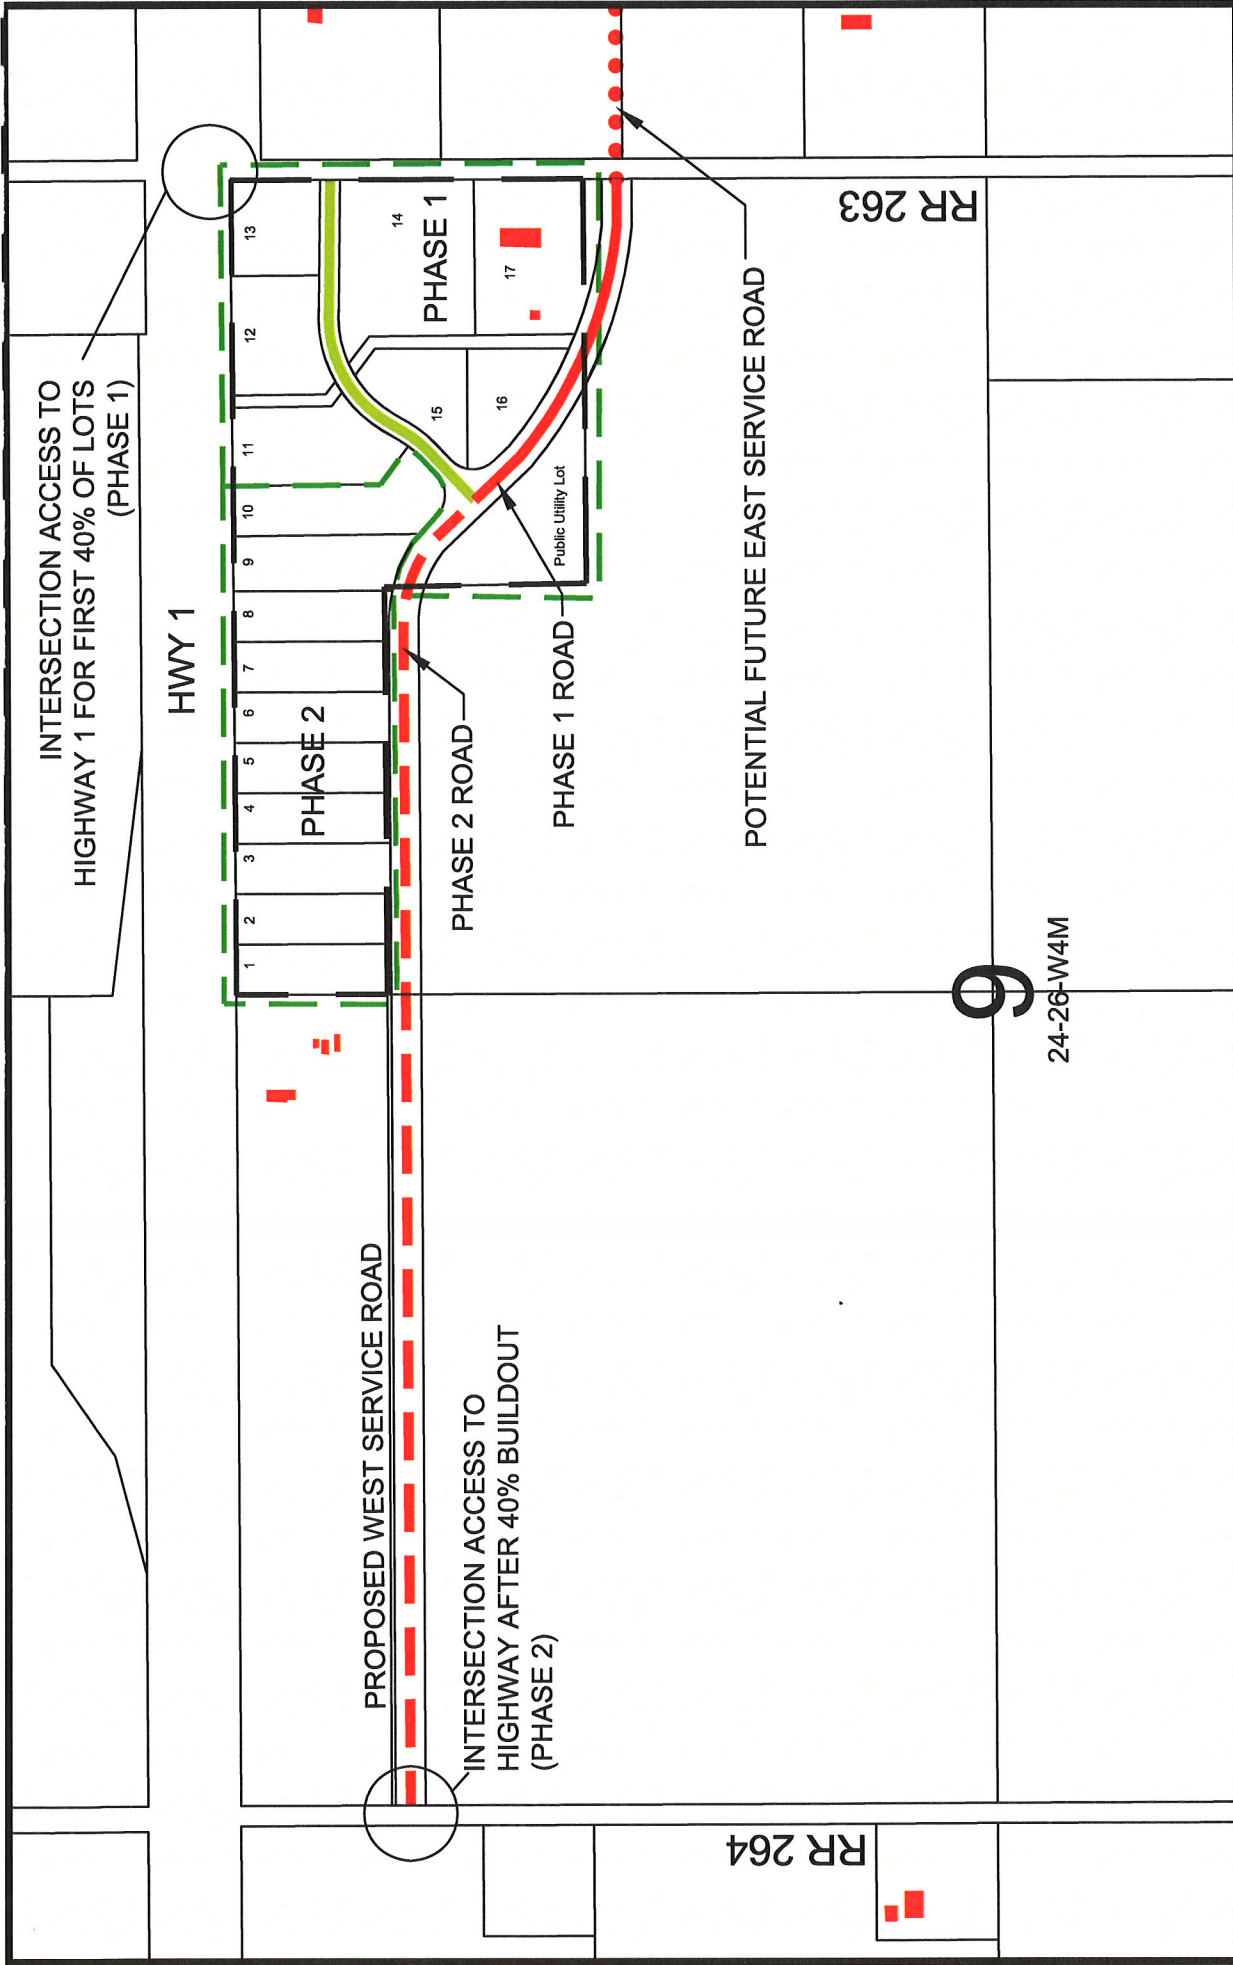 INTERSECTION ACCESS TO
HIGHWAY 1 FOR FIRST 40% OF LOTS
(PHASE 1)
HWY 1
1
2
3
4
5
6
7
8
9
10
11
12
13
14
15
16
17
PHASE 2
PHASE 1
Public Utility Lot
PROPOSED WEST SERVICE ROAD
PHASE 2 ROAD
PHASE 1 ROAD
INTERSECTION ACCESS TO
HIGHWAY AFTER 40% BUILDOUT
(PHASE 2)
POTENTIAL FUTURE EAST SERVICE ROAD
RR 264
RR 263
9
24-26-W4M